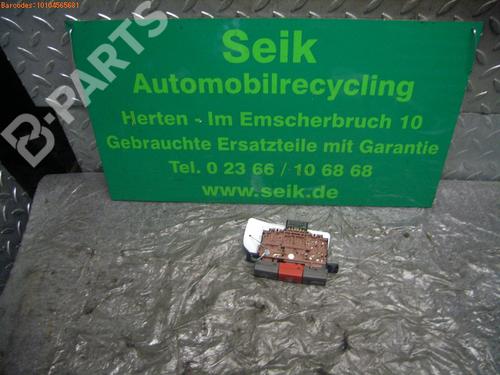 Barcodes:10104565681
B-PARTS
Seik
Automobilrecycling
Herten - Im Emscherbruch 10
Gebrauchte Ersatzteile mit Garantie
Tel. 0 23 66 / 10 68 68
www.seik.de